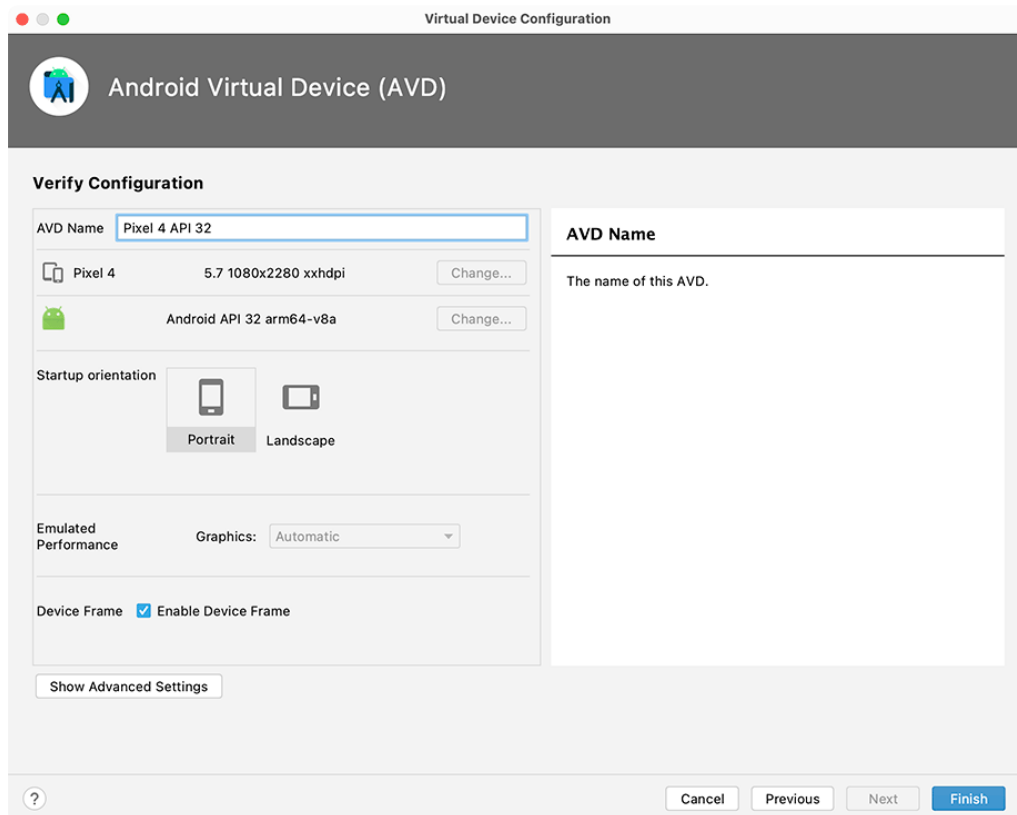 Virtual Device Configuration
Android Virtual Device (AVD)
Verify Configuration
AVD Name Pixel 4 API 32
Pixel 4 5.7 1080x2280 xxhdpi Change...
Android API 32 arm64-v8a Change...
Startup orientation
Portrait Landscape
Emulated
Performance
Graphics: Automatic
Device Frame Enable Device Frame
Show Advanced Settings
AVD Name
The name of this AVD.
? Cancel Previous Next Finish